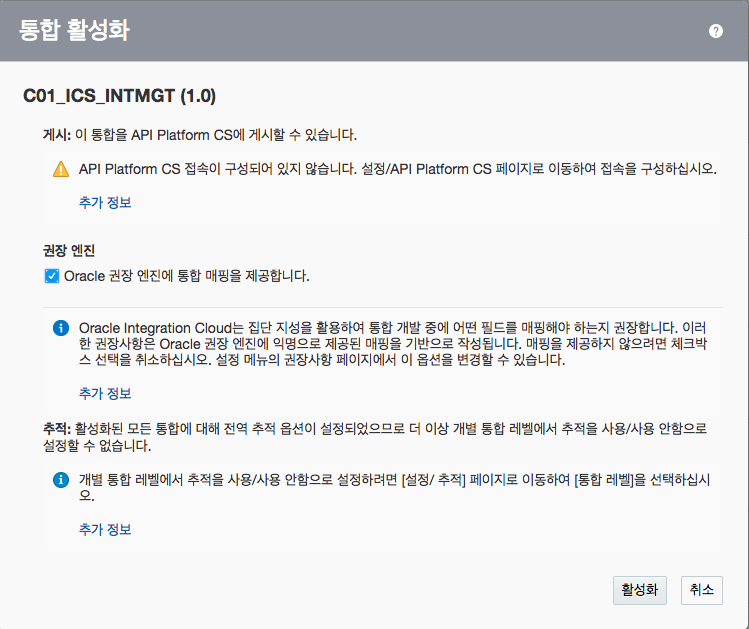 통합 활성화
?
C01_ICS_INTMGT (1.0)
게시: 이 통합을 API Platform CS에 게시할 수 있습니다.
API Platform CS 접속이 구성되어 있지 않습니다. 설정/API Platform CS 페이지로 이동하여 접속을 구성하십시오.
추가 정보
권장 엔진
Oracle 권장 엔진에 통합 매핑을 제공합니다.
Oracle Integration Cloud는 집단 지성을 활용하여 통합 개발 중에 어떤 필드를 매핑해야 하는지 권장합니다. 이러
한 권장사항은 Oracle 권장 엔진에 익명으로 제공된 매핑을 기반으로 작성됩니다. 매핑을 제공하지 않으려면 체크박
스 선택을 취소하십시오. 설정 메뉴의 권장사항 페이지에서 이 옵션을 변경할 수 있습니다.
추가 정보
추적: 활성화된 모든 통합에 대해 전역 추적 옵션이 설정되었으므로 더 이상 개별 통합 레벨에서 추적을 사용/사용 안함으로
설정할 수 없습니다.
개별 통합 레벨에서 추적을 사용/사용 안함으로 설정하려면 [설정/ 추적] 페이지로 이동하여 [통합 레벨]을 선택하십시
오.
추가 정보
활성화 취소